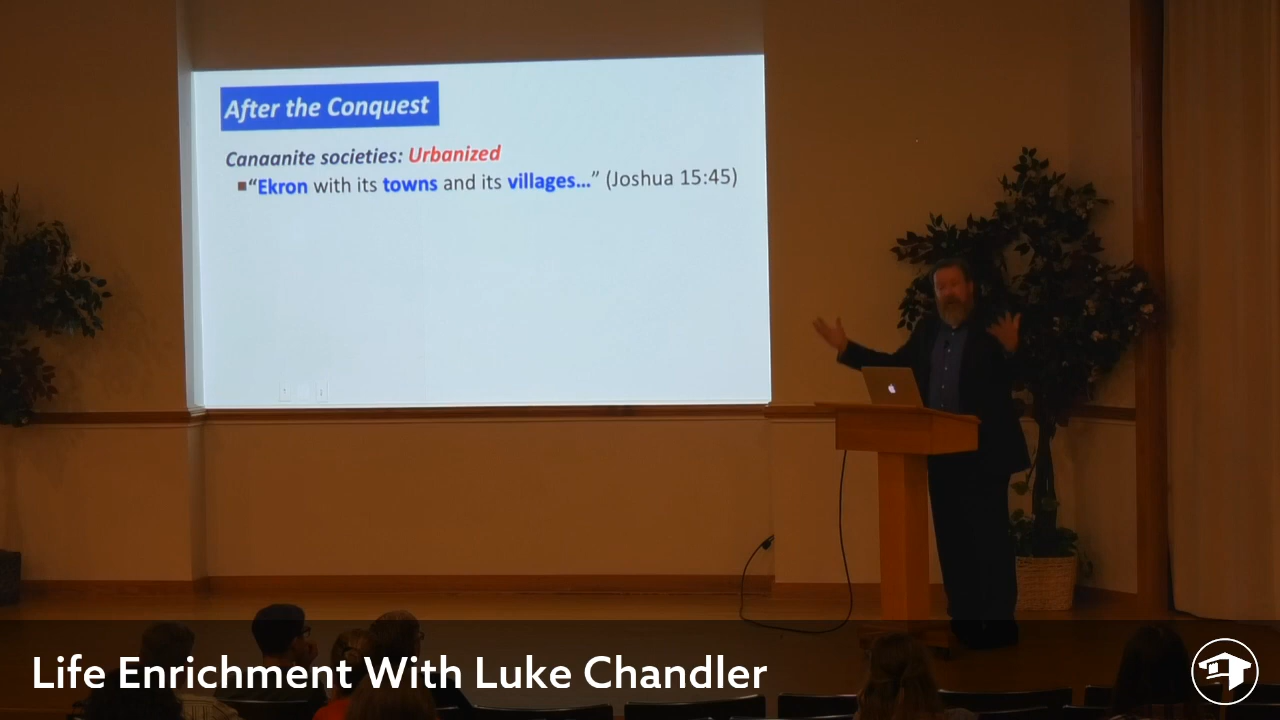 After the Conquest
Canaanite societies: Urbanized
"Ekron with its towns and its villages..." (Joshua 15:45)
Life Enrichment With Luke Chandler